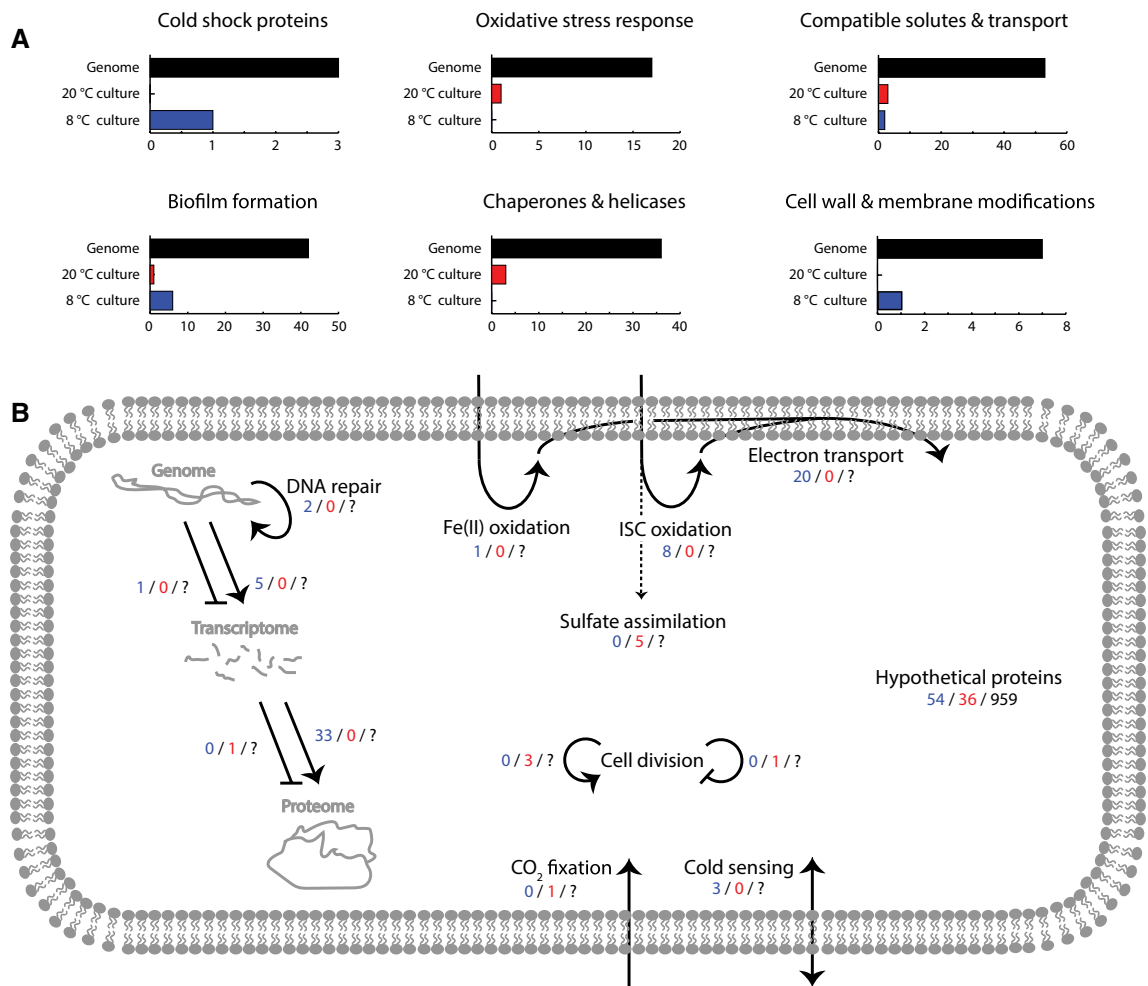 A
Cold shock proteins
Genome
20 °C culture
8 °C culture
0 1 2 3
Oxidative stress response
Genome
20 °C culture
8 °C culture
0 5 10 15 20
Compatible solutes & transport
Genome
20 °C culture
8 °C culture
0 20 40 60
Biofilm formation
Genome
20 °C culture
8 °C culture
0 10 20 30 40 50
Chaperones & helicases
Genome
20 °C culture
8 °C culture
0 10 20 30 40
Cell wall & membrane modifications
Genome
20 °C culture
8 °C culture
0 2 4 6 8
B
Genome
DNA repair
2 / 0 / ?
1 / 0 / ?
5 / 0 / ?
Transcriptome
0 / 1 / ?
33 / 0 / ?
Proteome
Fe(II) oxidation
1 / 0 / ?
ISC oxidation
8 / 0 / ?
Electron transport
20 / 0 / ?
Sulfate assimilation
0 / 5 / ?
Hypothetical proteins
54 / 36 / 959
0 / 3 / ?
Cell division
0 / 1 / ?
CO2 fixation
0 / 1 / ?
Cold sensing
3 / 0 / ?